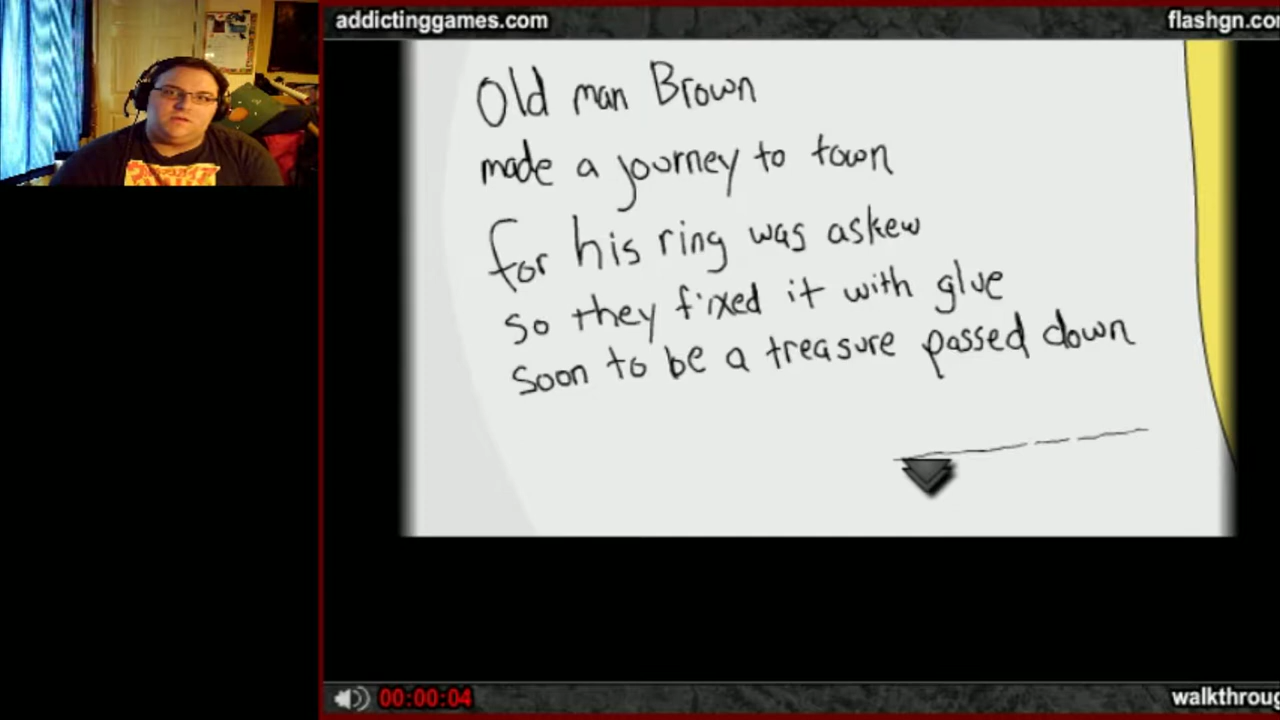 addictinggames.com
flashgn.co
Old man Brown
made a journey to town
for his ring was askew
so they fixed it with glue
soon to be a treasure passed down
00:00:04
walkthroug